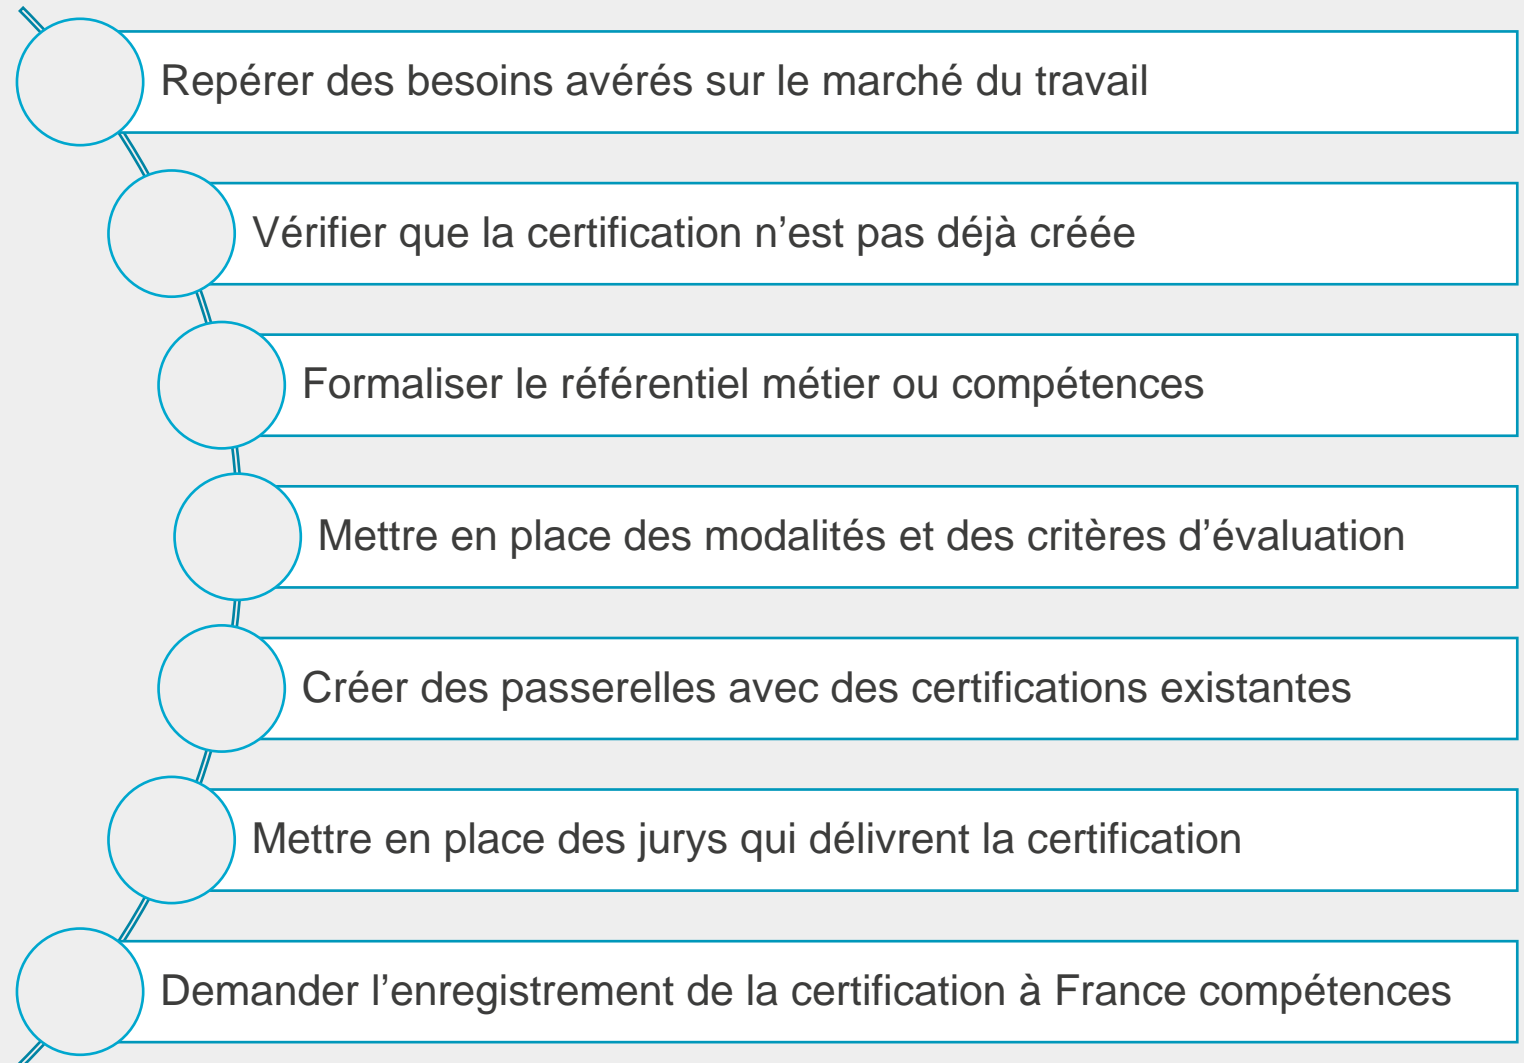 Repérer des besoins avérés sur le marché du travail
Vérifier que la certification n’est pas déjà créée
Formaliser le référentiel métier ou compétences
Mettre en place des modalités et des critères d’évaluation
Créer des passerelles avec des certifications existantes
Mettre en place des jurys qui délivrent la certification
Demander l’enregistrement de la certification à France compétences